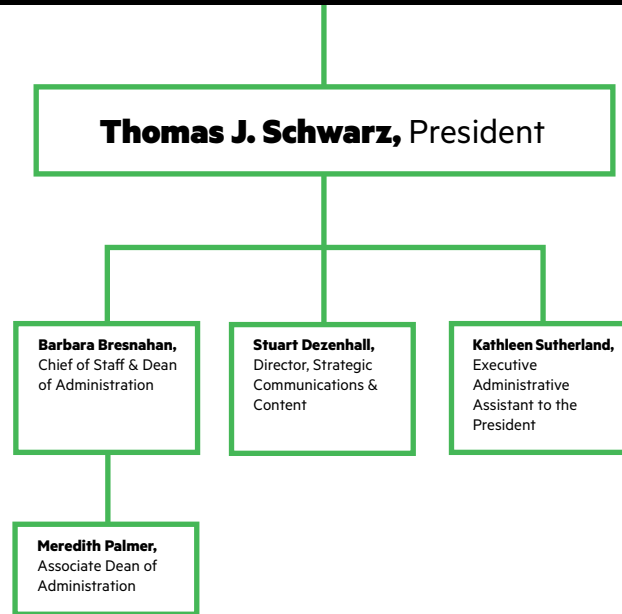 Thomas J. Schwarz, President
Barbara Bresnahan,
Chief of Staff & Dean
of Administration
Stuart Dezenhall,
Director, Strategic
Communications &
Content
Kathleen Sutherland,
Executive
Administrative
Assistant to the
President
Meredith Palmer,
Associate Dean of
Administration